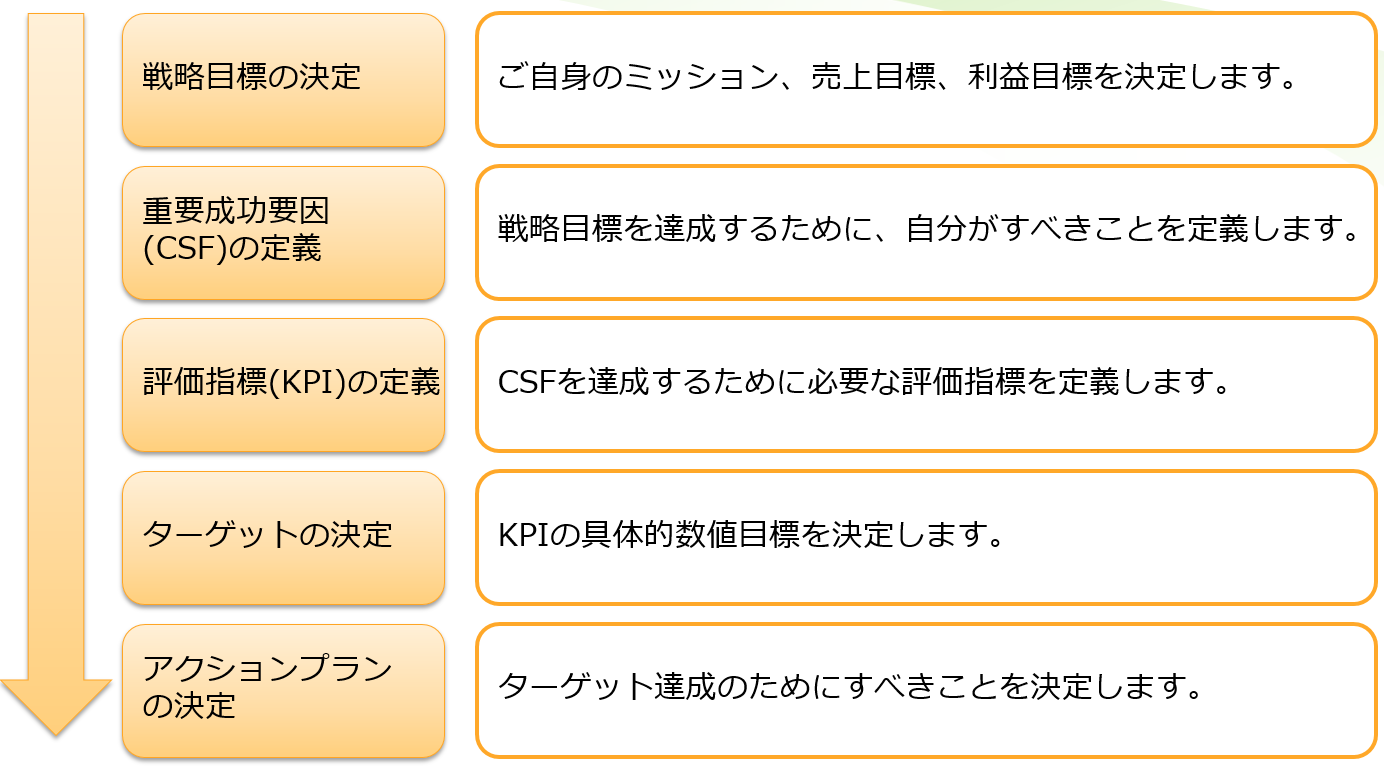 戦略目標の決定
ご自身のミッション、売上目標、利益目標を決定します。
重要成功要因
(CSF)の定義
戦略目標を達成するために、自分がすべきことを定義します。
評価指標(KPI)の定義
CSFを達成するために必要な評価指標を定義します。
ターゲットの決定
KPIの具体的数値目標を決定します。
アクションプラン
の決定
ターゲット達成のためにすべきことを決定します。